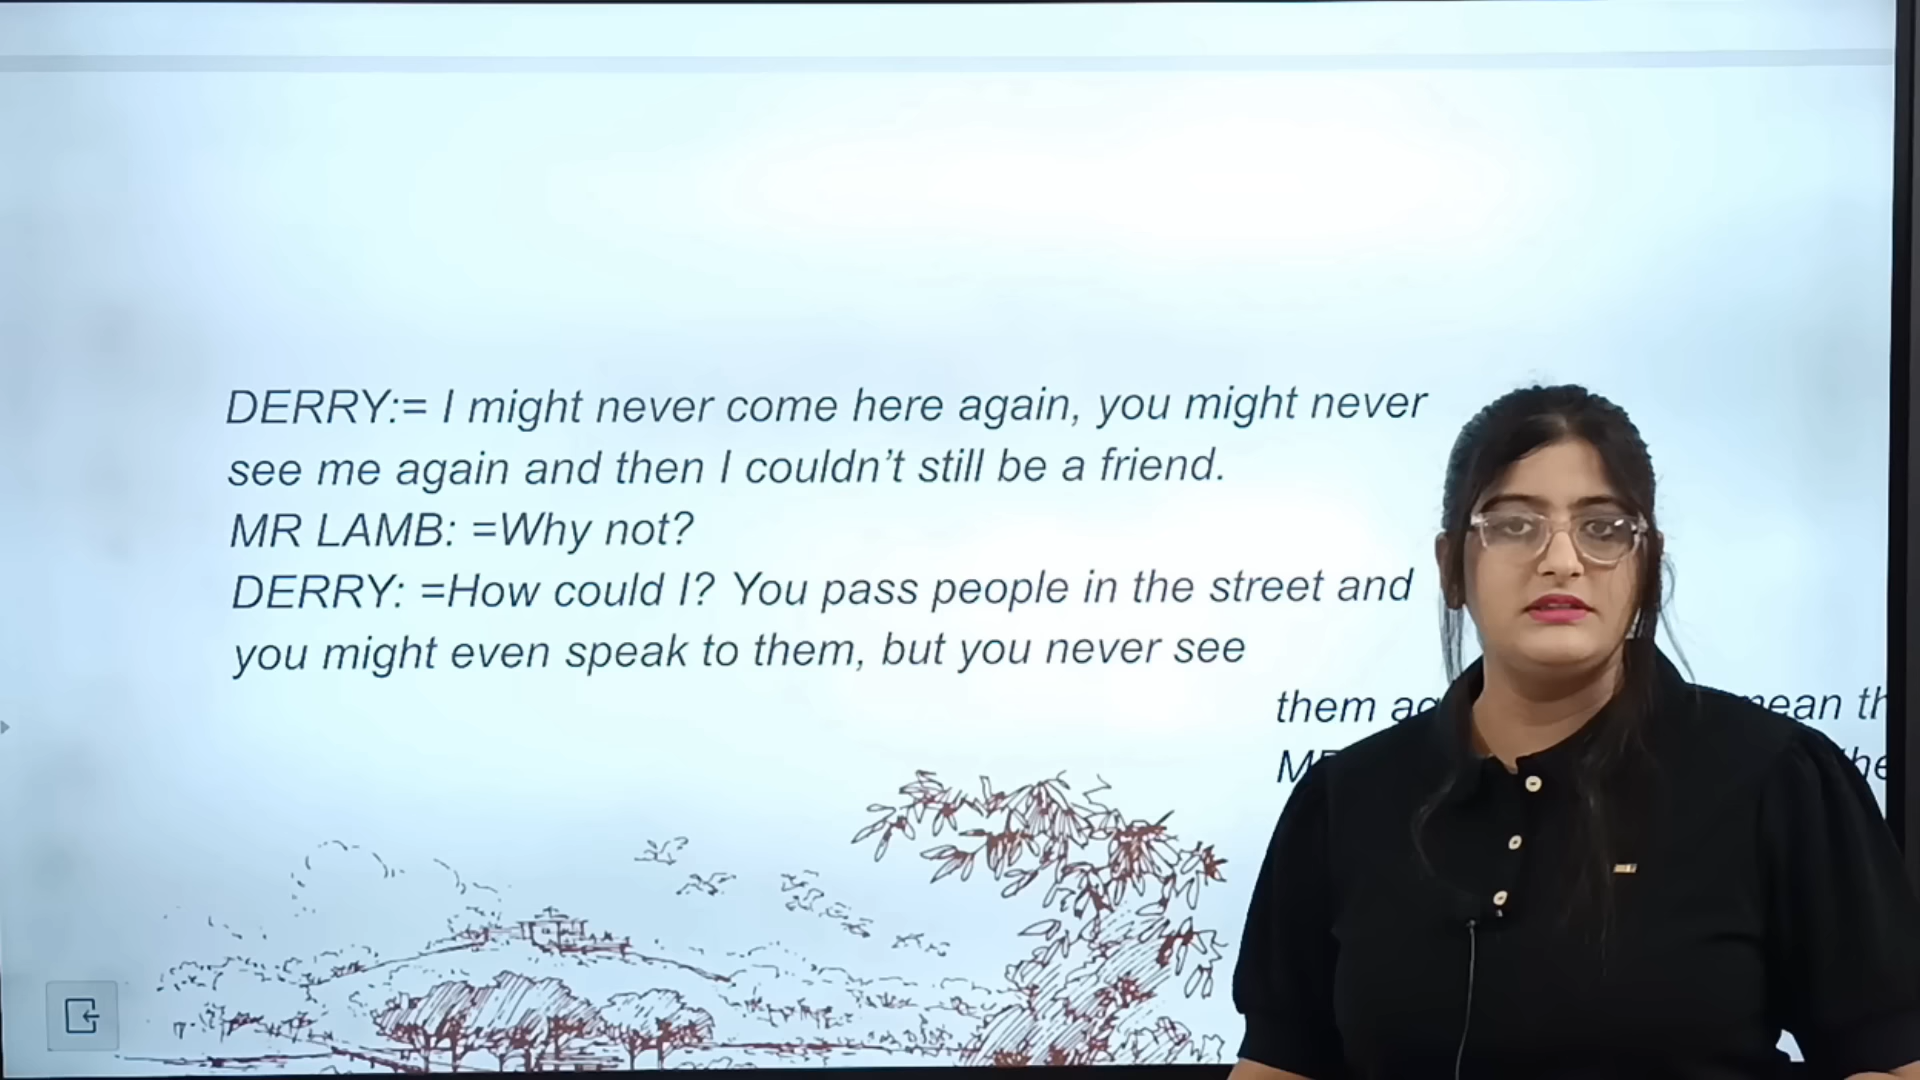 DERRY:= I might never come here again, you might never
see me again and then I couldn’t still be a friend.
MR LAMB: =Why not?
DERRY: =How could I? You pass people in the street and
you might even speak to them, but you never see
them